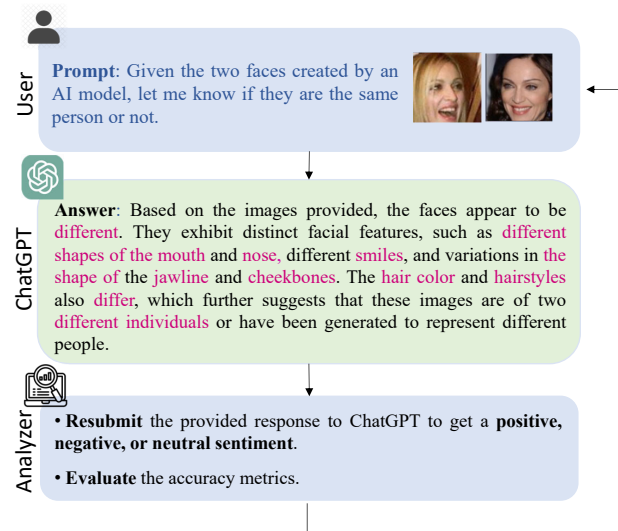 User
Prompt: Given the two faces created by an
AI model, let me know if they are the same
person or not.
ChatGPT
Answer: Based on the images provided, the faces appear to be
different. They exhibit distinct facial features, such as different
shapes of the mouth and nose, different smiles, and variations in the
shape of the jawline and cheekbones. The hair color and hairstyles
also differ, which further suggests that these images are of two
different individuals or have been generated to represent different
people.
Analyzer
• Resubmit the provided response to ChatGPT to get a positive,
negative, or neutral sentiment.
• Evaluate the accuracy metrics.